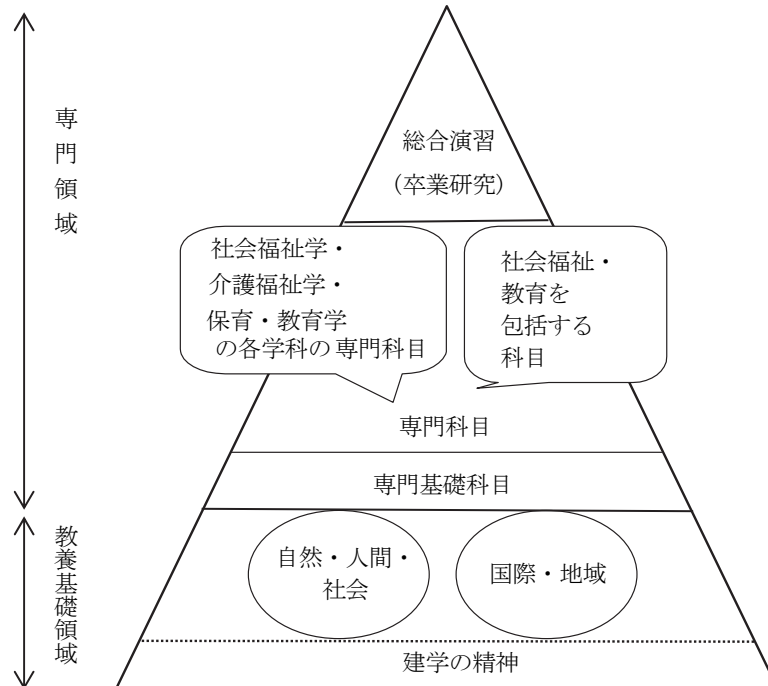 専門領域
総合演習
(卒業研究)
社会福祉学・
介護福祉学・
保育・教育学
の各学科の専門科目
社会福祉・
教育を
包括する
科目
専門科目
専門基礎科目
教養基礎領域
自然・人間・
社会
国際・地域
建学の精神